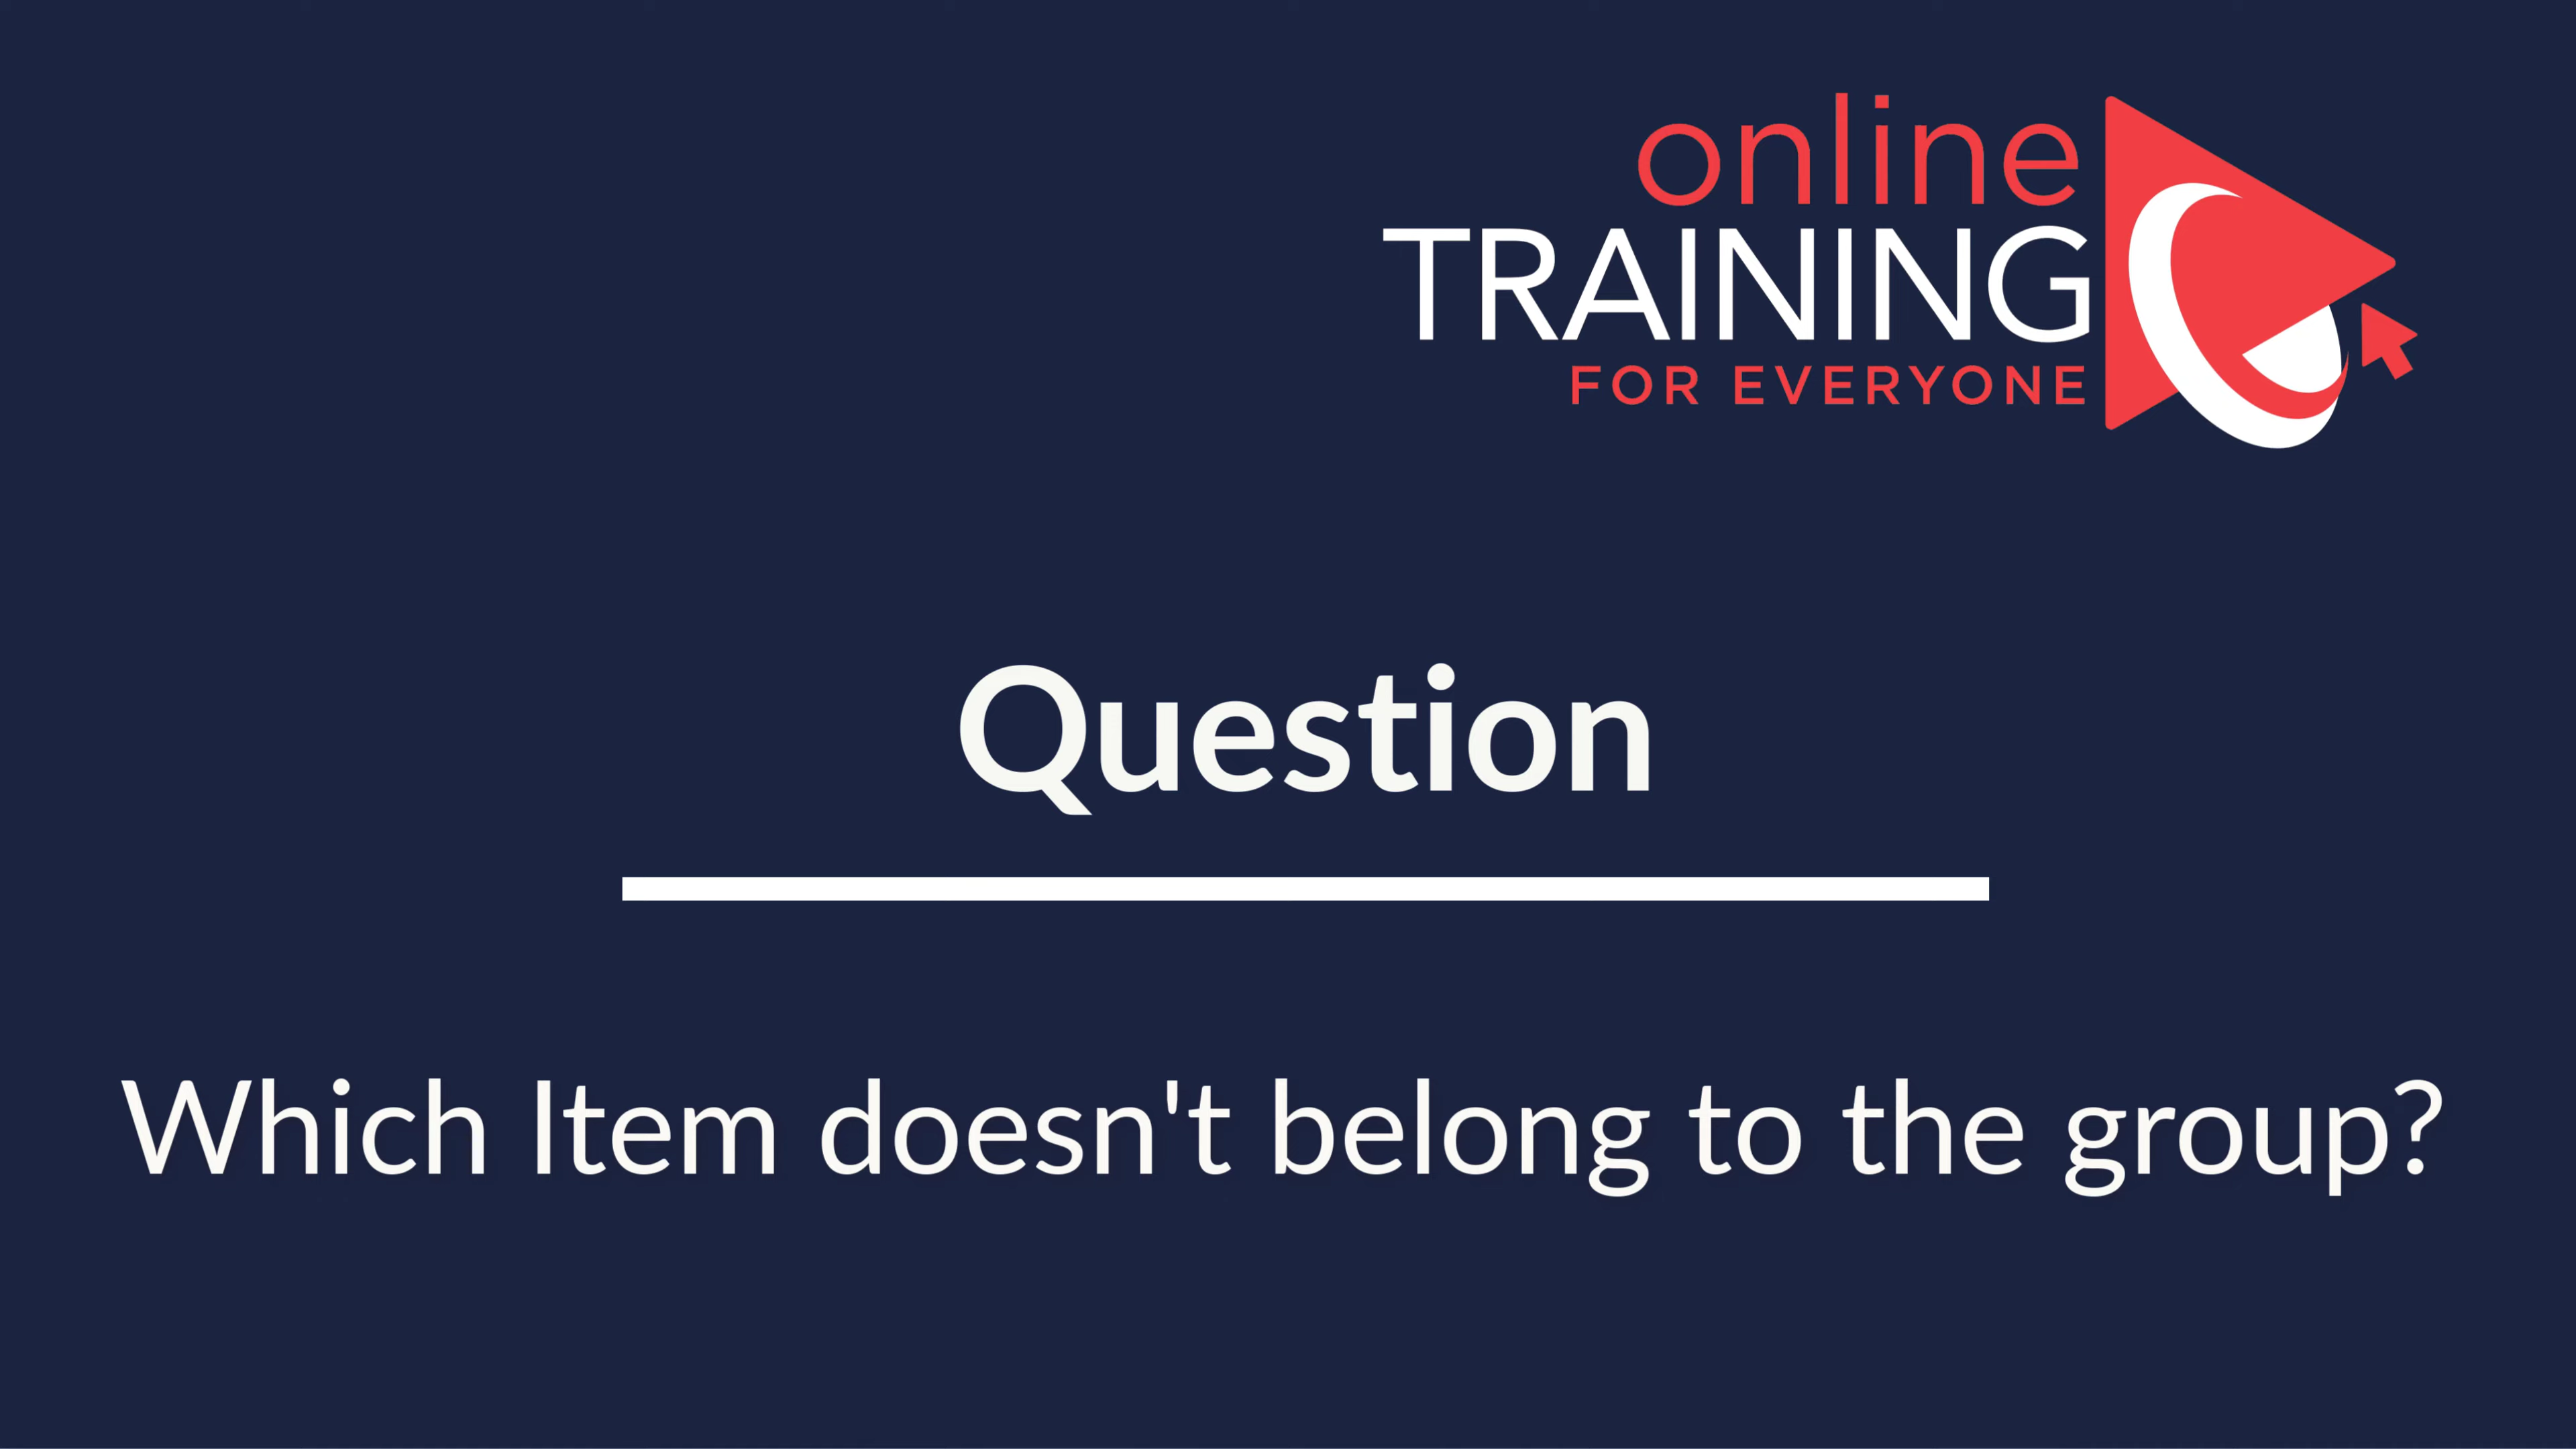 online
TRAINING
FOR EVERYONE
Question
Which Item doesn't belong to the group?